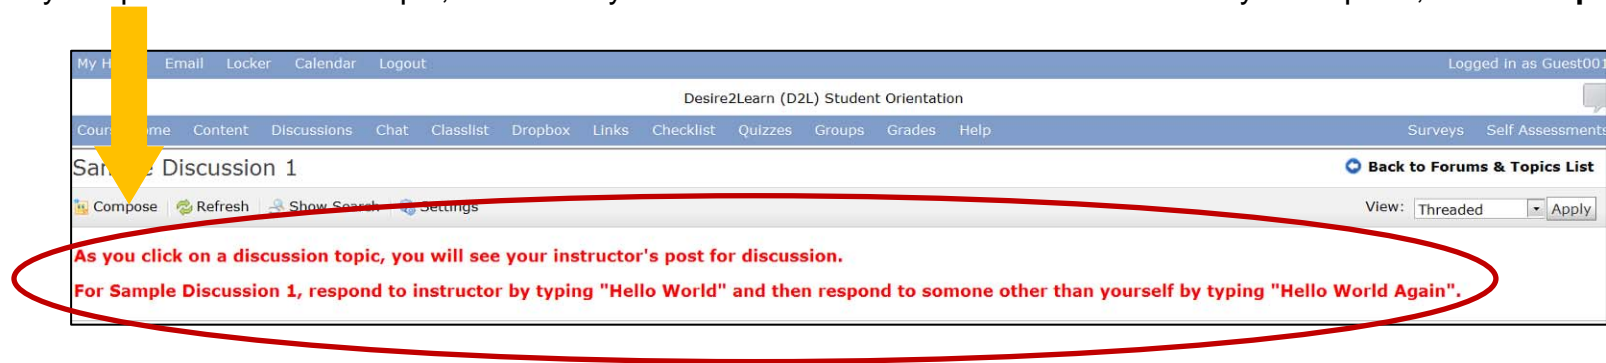 My Email Locker Calendar Logout Logged in as Guest001
Desire2Learn (D2L) Student Orientation
Content Discussions Chat Classlist Dropbox Links Checklist Quizzes Groups Grades Help Surveys Self Assessments
Discussion 1 Back to Forums & Topics List
Compose Refresh Show Search Settings View: Threaded Apply
As you click on a discussion topic, you will see your instructor's post for discussion.
For Sample Discussion 1, respond to instructor by typing "Hello World" and then respond to somone other than yourself by typing "Hello World Again".